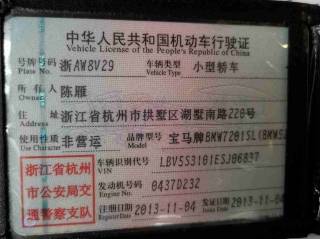 中华人民共和国机动车行驶证
Vehicle License of the People's Republic of China
号牌号码 浙AW8V29 车辆类型 小型轿车
Plate No. Vehicle Type
所有人 陈雁
Owner
住址 浙江省杭州市拱墅区湖墅南路228号
Address
使用性质 非营运 品牌型号 宝马牌BMW7201SL(BMW5
Use Character Model
浙江省杭州市公安局交通警察支队
车辆识别代号 LBV5S3101ESJ06837
VIN
发动机号码 0437D232
Engine No.
注册日期 2013-11-04 发证日期 2013-11-04
Register Date Issue Date